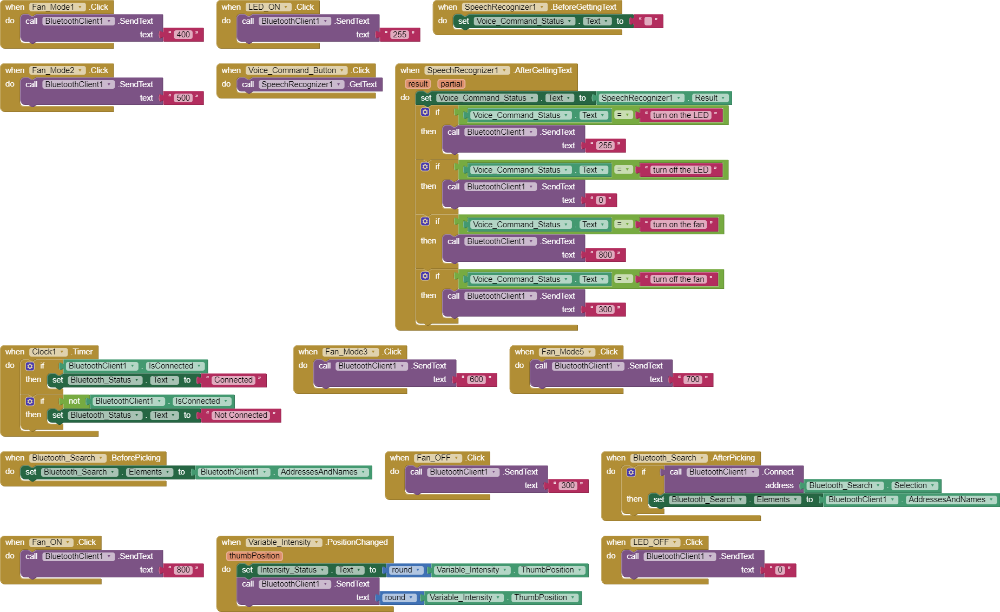 when Fan_Mode1 .Click
do call BluetoothClient1 .SendText
text " 400 "
when LED_ON .Click
do call BluetoothClient1 .SendText
text " 255 "
when SpeechRecognizer1 .BeforeGettingText
do set Voice_Command_Status . Text to " "
when Fan_Mode2 .Click
do call BluetoothClient1 .SendText
text " 500 "
when Voice_Command_Button .Click
do call SpeechRecognizer1 .GetText
when SpeechRecognizer1 .AfterGettingText
result partial
do set Voice_Command_Status . Text to SpeechRecognizer1 . Result
if Voice_Command_Status . Text = " turn on the LED "
then call BluetoothClient1 .SendText
text " 255 "
if Voice_Command_Status . Text = " turn off the LED "
then call BluetoothClient1 .SendText
text " 0 "
if Voice_Command_Status . Text = " turn on the fan "
then call BluetoothClient1 .SendText
text " 800 "
if Voice_Command_Status . Text = " turn off the fan "
then call BluetoothClient1 .SendText
text " 300 "
when Clock1 .Timer
do if BluetoothClient1 . IsConnected
then set Bluetooth_Status . Text to " Connected "
if not BluetoothClient1 . IsConnected
then set Bluetooth_Status . Text to " Not Connected "
when Fan_Mode3 .Click
do call BluetoothClient1 .SendText
text " 600 "
when Fan_Mode5 .Click
do call BluetoothClient1 .SendText
text " 700 "
when Bluetooth_Search .BeforePicking
do set Bluetooth_Search . Elements to BluetoothClient1 . AddressesAndNames
when Fan_OFF .Click
do call BluetoothClient1 .SendText
text " 300 "
when Bluetooth_Search .AfterPicking
do if call BluetoothClient1 .Connect
address Bluetooth_Search . Selection
then set Bluetooth_Search . Elements to BluetoothClient1 . AddressesAndNames
when Fan_ON .Click
do call BluetoothClient1 .SendText
text " 800 "
when Variable_Intensity .PositionChanged
thumbPosition
do set Intensity_Status . Text to round Variable_Intensity . ThumbPosition
call BluetoothClient1 .SendText
text round Variable_Intensity . ThumbPosition
when LED_OFF .Click
do call BluetoothClient1 .SendText
text " 0 "